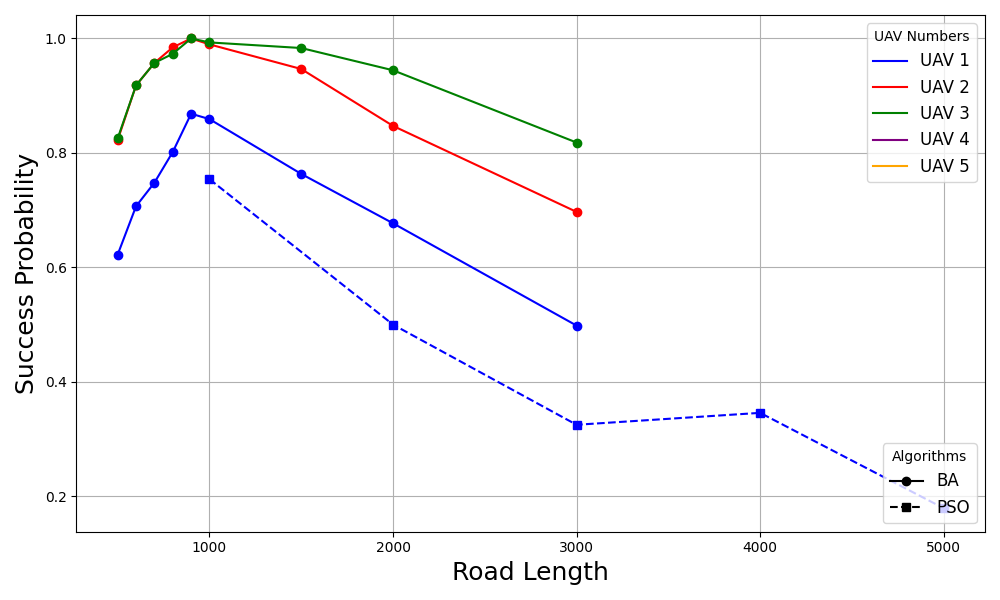 1.0
0.8
0.6
0.4
0.2
Success Probability
1000
2000
3000
4000
5000
Road Length
UAV Numbers
UAV 1
UAV 2
UAV 3
UAV 4
UAV 5
Algorithms
BA
PSO